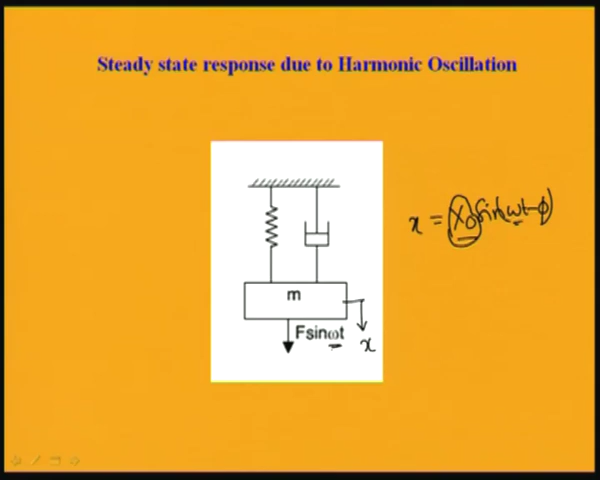 Steady state response due to Harmonic Oscillation
x = X₀ sin(ωt-ϕ)
m
Fsinωt
x